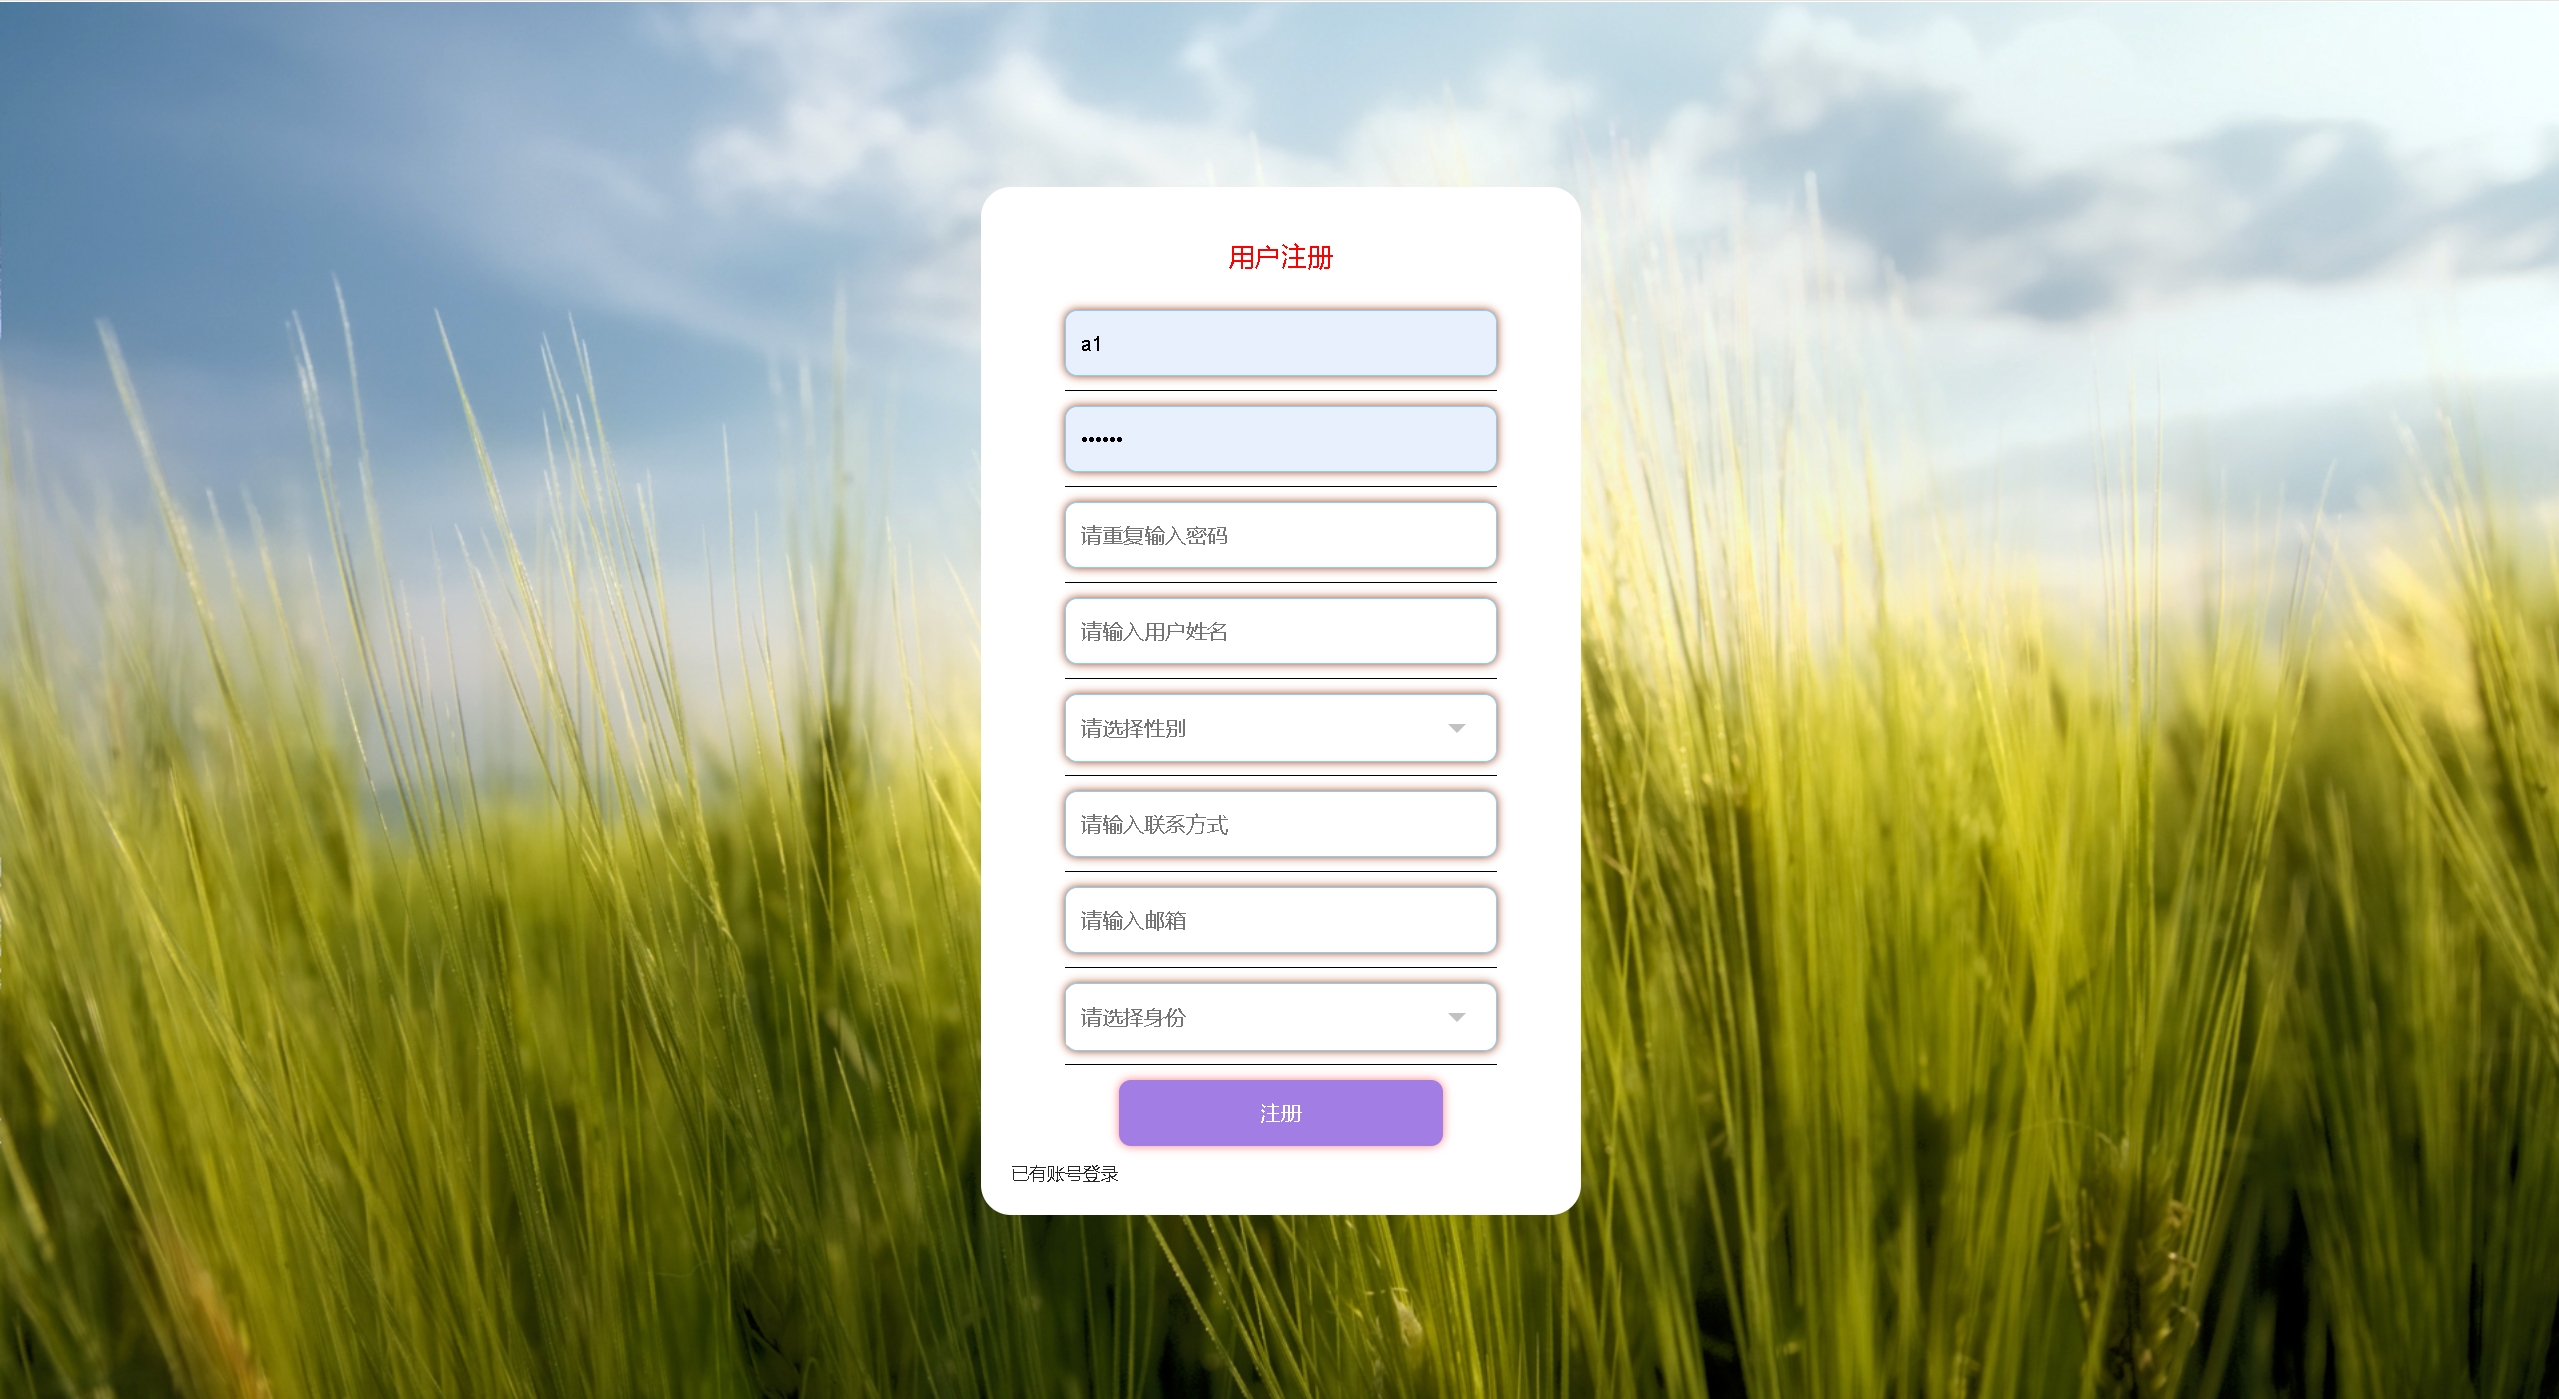 用户注册
a1
••••••
请重复输入密码
请输入用户姓名
请选择性别
请输入联系方式
请输入邮箱
请选择身份
注册
已有账号登录